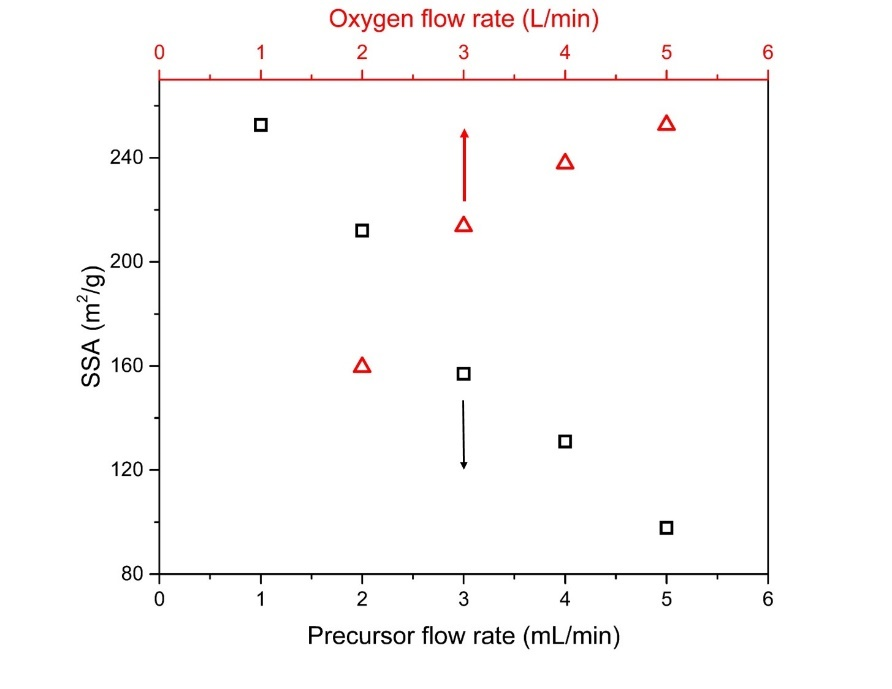 Oxygen flow rate (L/min)
0 1 2 3 4 5 6
240
200
160
120
80
SSA (m²/g)
0 1 2 3 4 5 6
Precursor flow rate (mL/min)